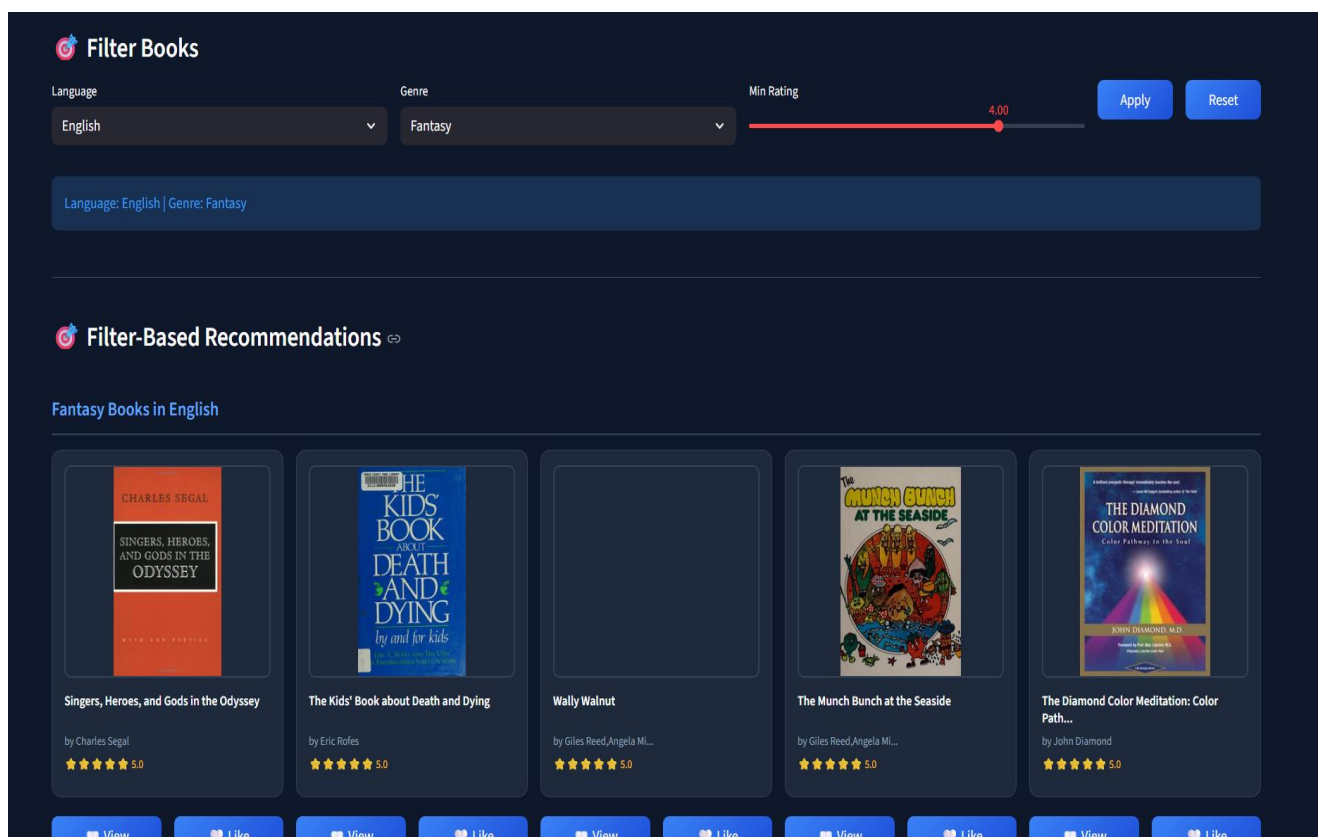 Filter Books
Language
Genre
Min Rating
English
Fantasy
4.00
Apply
Reset
Language: English | Genre: Fantasy
Filter-Based Recommendations
Fantasy Books in English
CHARLES SEGAL
SINGERS, HEROES,
AND GODS IN THE
ODYSSEY
THE
KIDS'
BOOK
ABOUT
DEATH
AND
DYING
by and for kids
The
MUNCH BUNCH
AT THE SEASIDE
THE DIAMOND
COLOR MEDITATION
Color Pathway to the Soul
JOHN DIAMOND, M.D.
Singers, Heroes, and Gods in the Odyssey
by Charles Segal
5.0
The Kids' Book about Death and Dying
by Eric Rofes
5.0
Wally Walnut
by Giles Reed,Angela Mi...
5.0
The Munch Bunch at the Seaside
by Giles Reed,Angela Mi...
5.0
The Diamond Color Meditation: Color
Path...
by John Diamond
5.0
View
Like
View
Like
View
Like
View
Like
View
Like